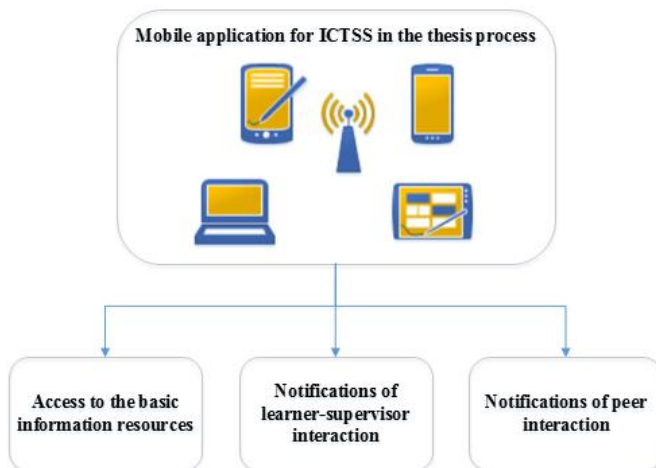 Mobile application for ICTSS in the thesis process
Access to the basic
information resources
Notifications of
learner-supervisor
interaction
Notifications of peer
interaction